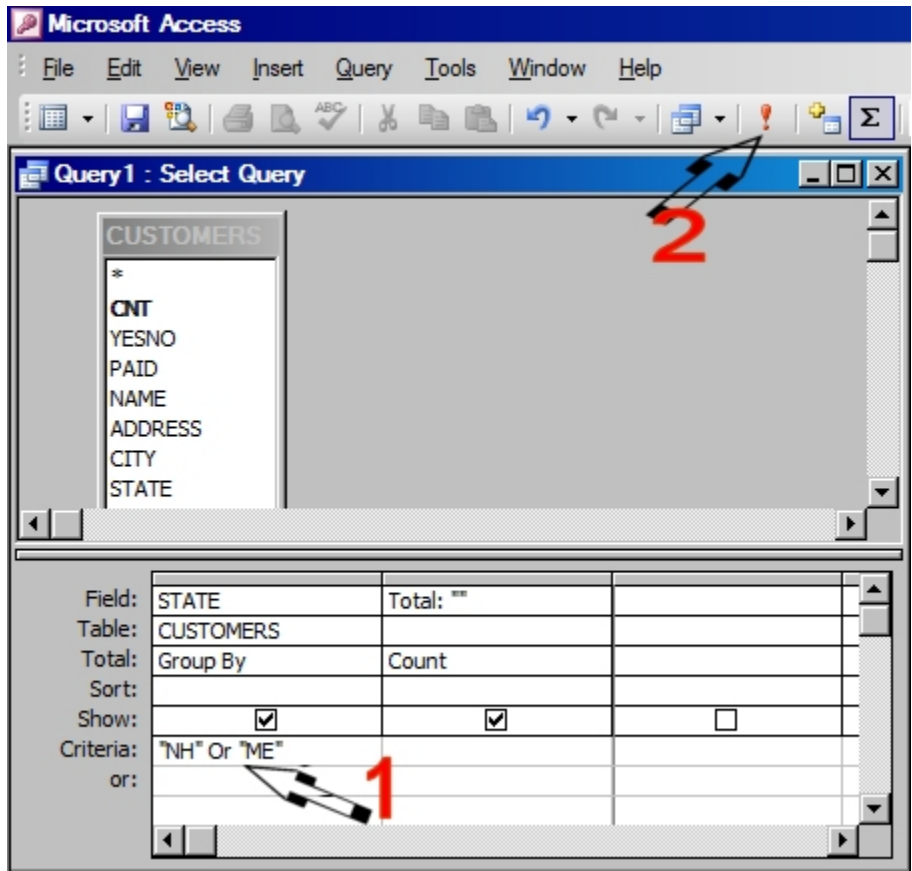 Microsoft Access
File Edit View Insert Query Tools Window Help
ABC Σ
Query1 : Select Query
2
CUSTOMERS
*
CNT
YESNO
PAID
NAME
ADDRESS
CITY
STATE
Field: STATE Total: ""
Table: CUSTOMERS
Total: Group By Count
Sort:
Show:
Criteria: "NH" Or "ME"
or:
1